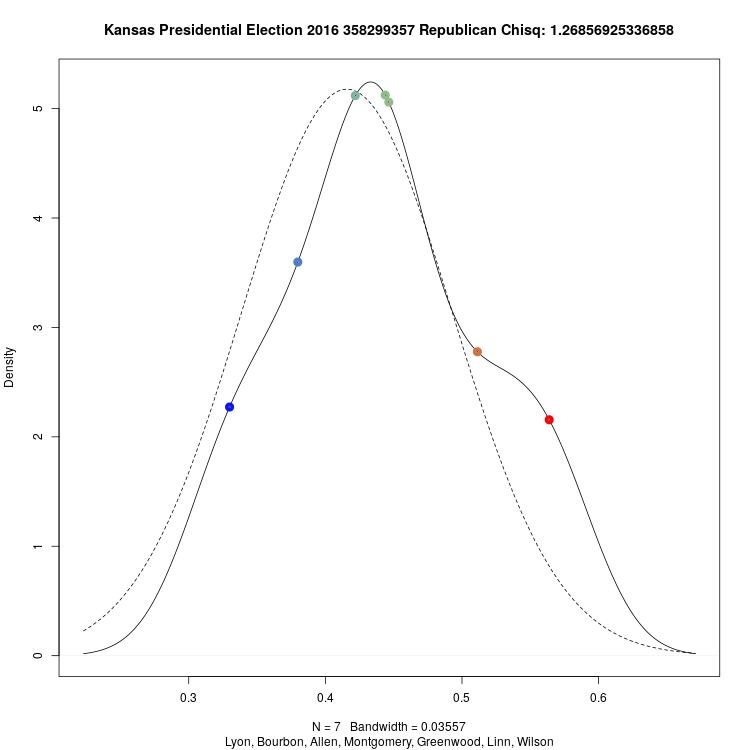 Kansas Presidential Election 2016 358299357 Republican Chisq: 1.26856925336858
Density
5
4
3
2
1
0
0.3 0.4 0.5 0.6
N = 7 Bandwidth = 0.03557
Lyon, Bourbon, Allen, Montgomery, Greenwood, Linn, Wilson